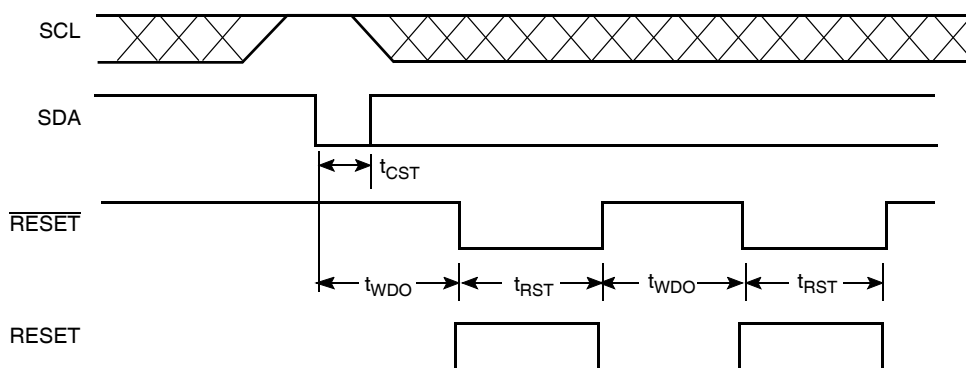 SCL
SDA
tCST
RESET
tWDO tRST tWDO tRST
RESET